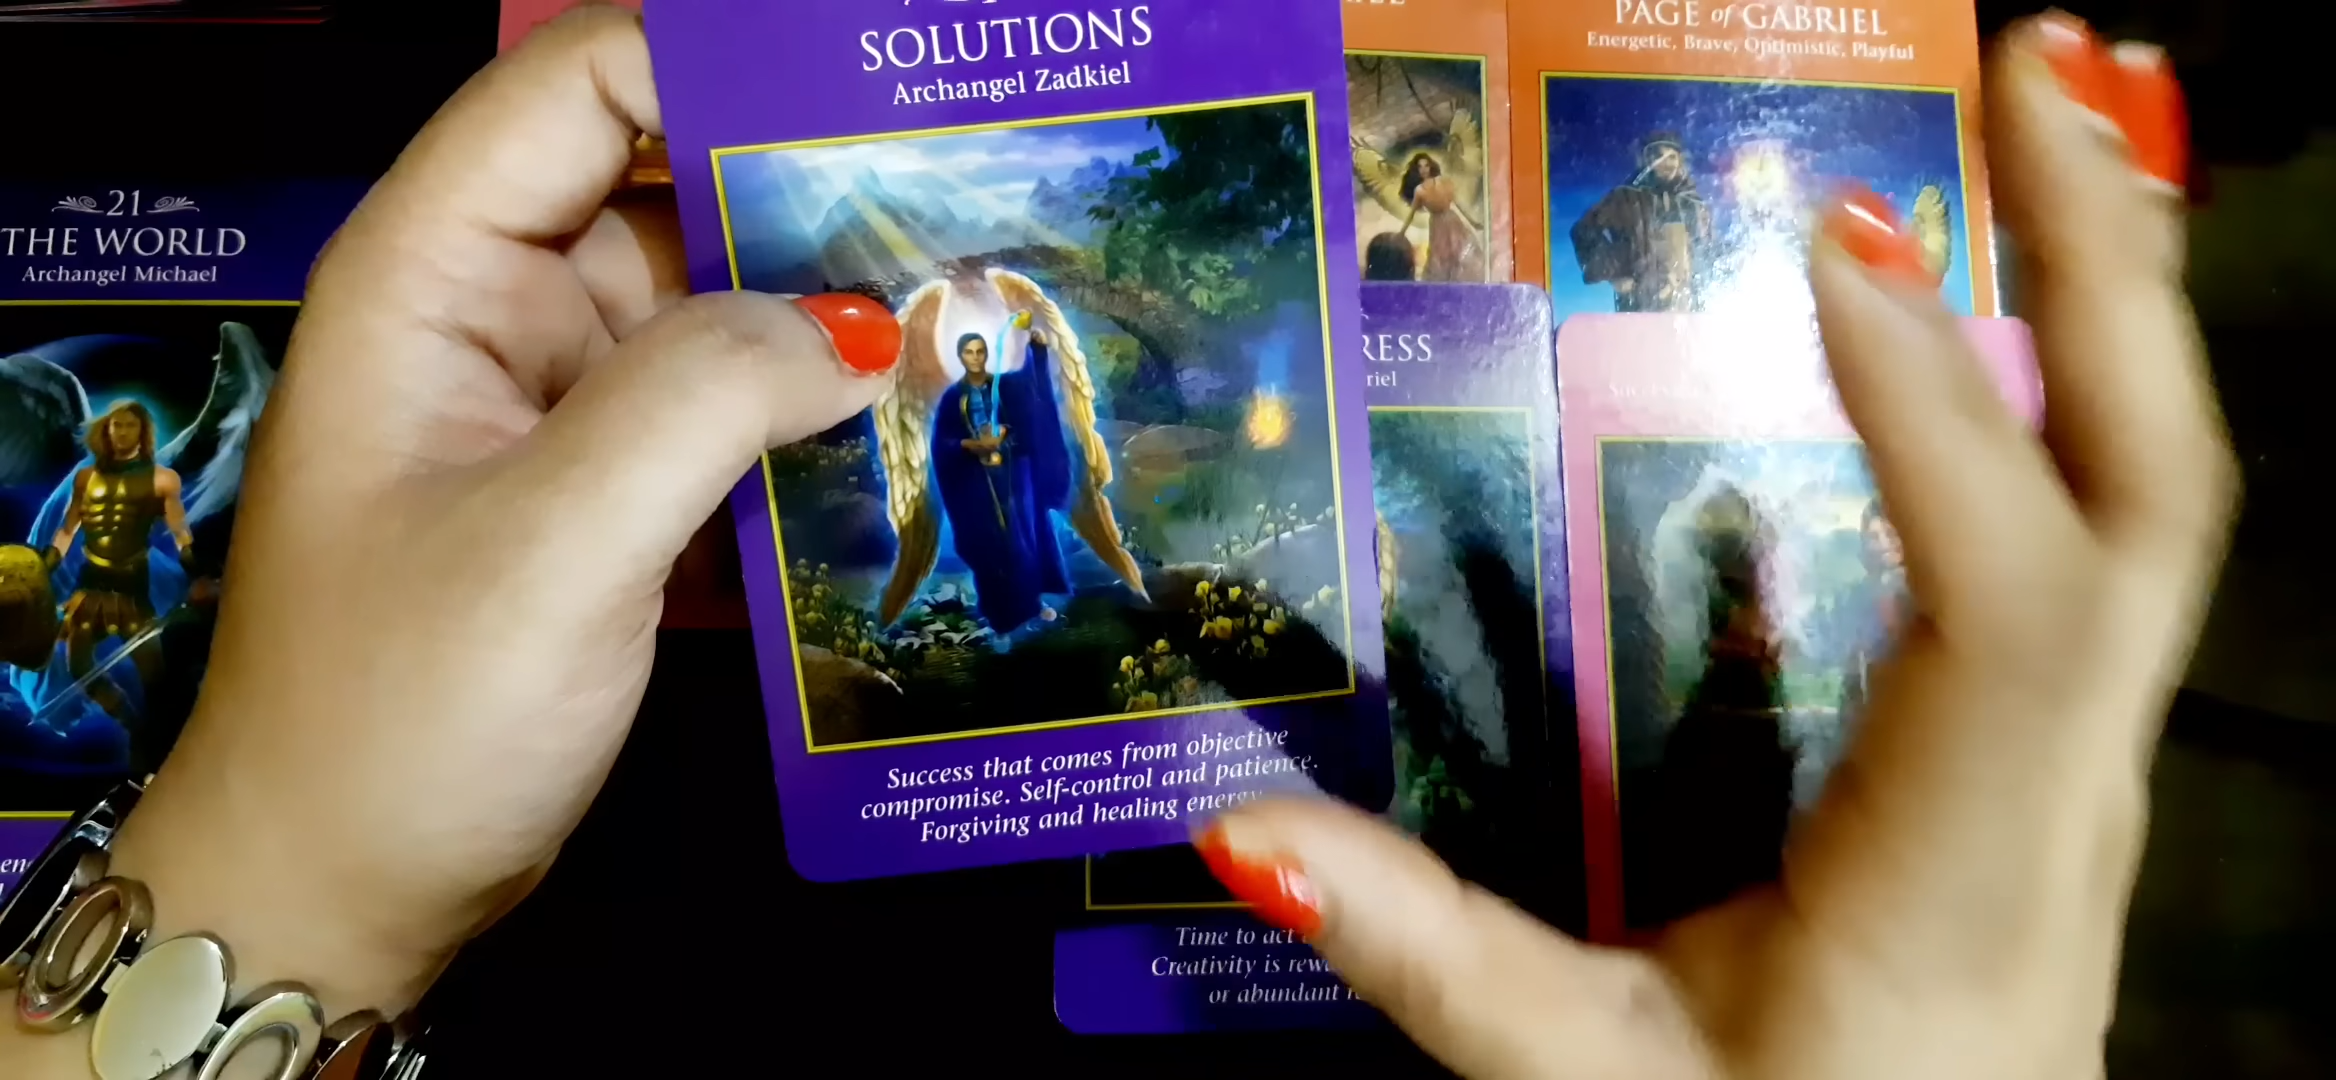 SOLUTIONS
Archangel Zadkiel
Success that comes from objective
compromise. Self-control and patience.
Forgiving and healing energy
21
THE WORLD
Archangel Michael
PAGE of GABRIEL
Energetic, Brave, Optimistic, Playful
RESS
riel
Time to act
Creativity is
or abundant